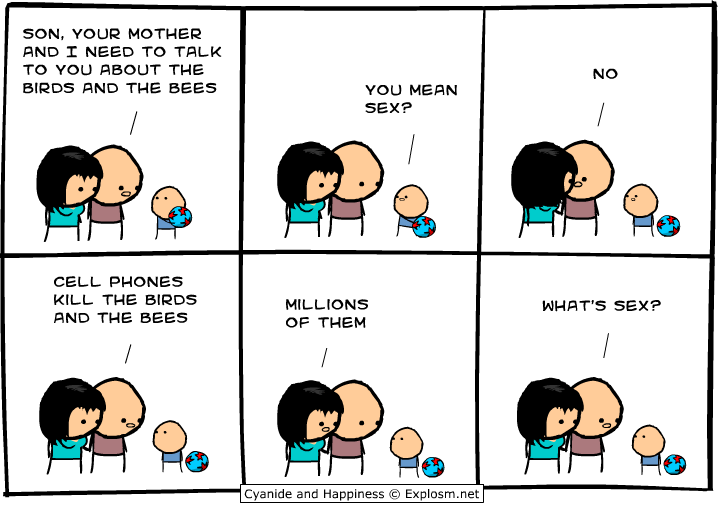 SON, YOUR MOTHER
AND I NEED TO TALK
TO YOU ABOUT THE
BIRDS AND THE BEES
YOU MEAN
SEX?
NO
CELL PHONES
KILL THE BIRDS
AND THE BEES
MILLIONS
OF THEM
WHAT'S SEX?
Cyanide and Happiness © Explosm.net